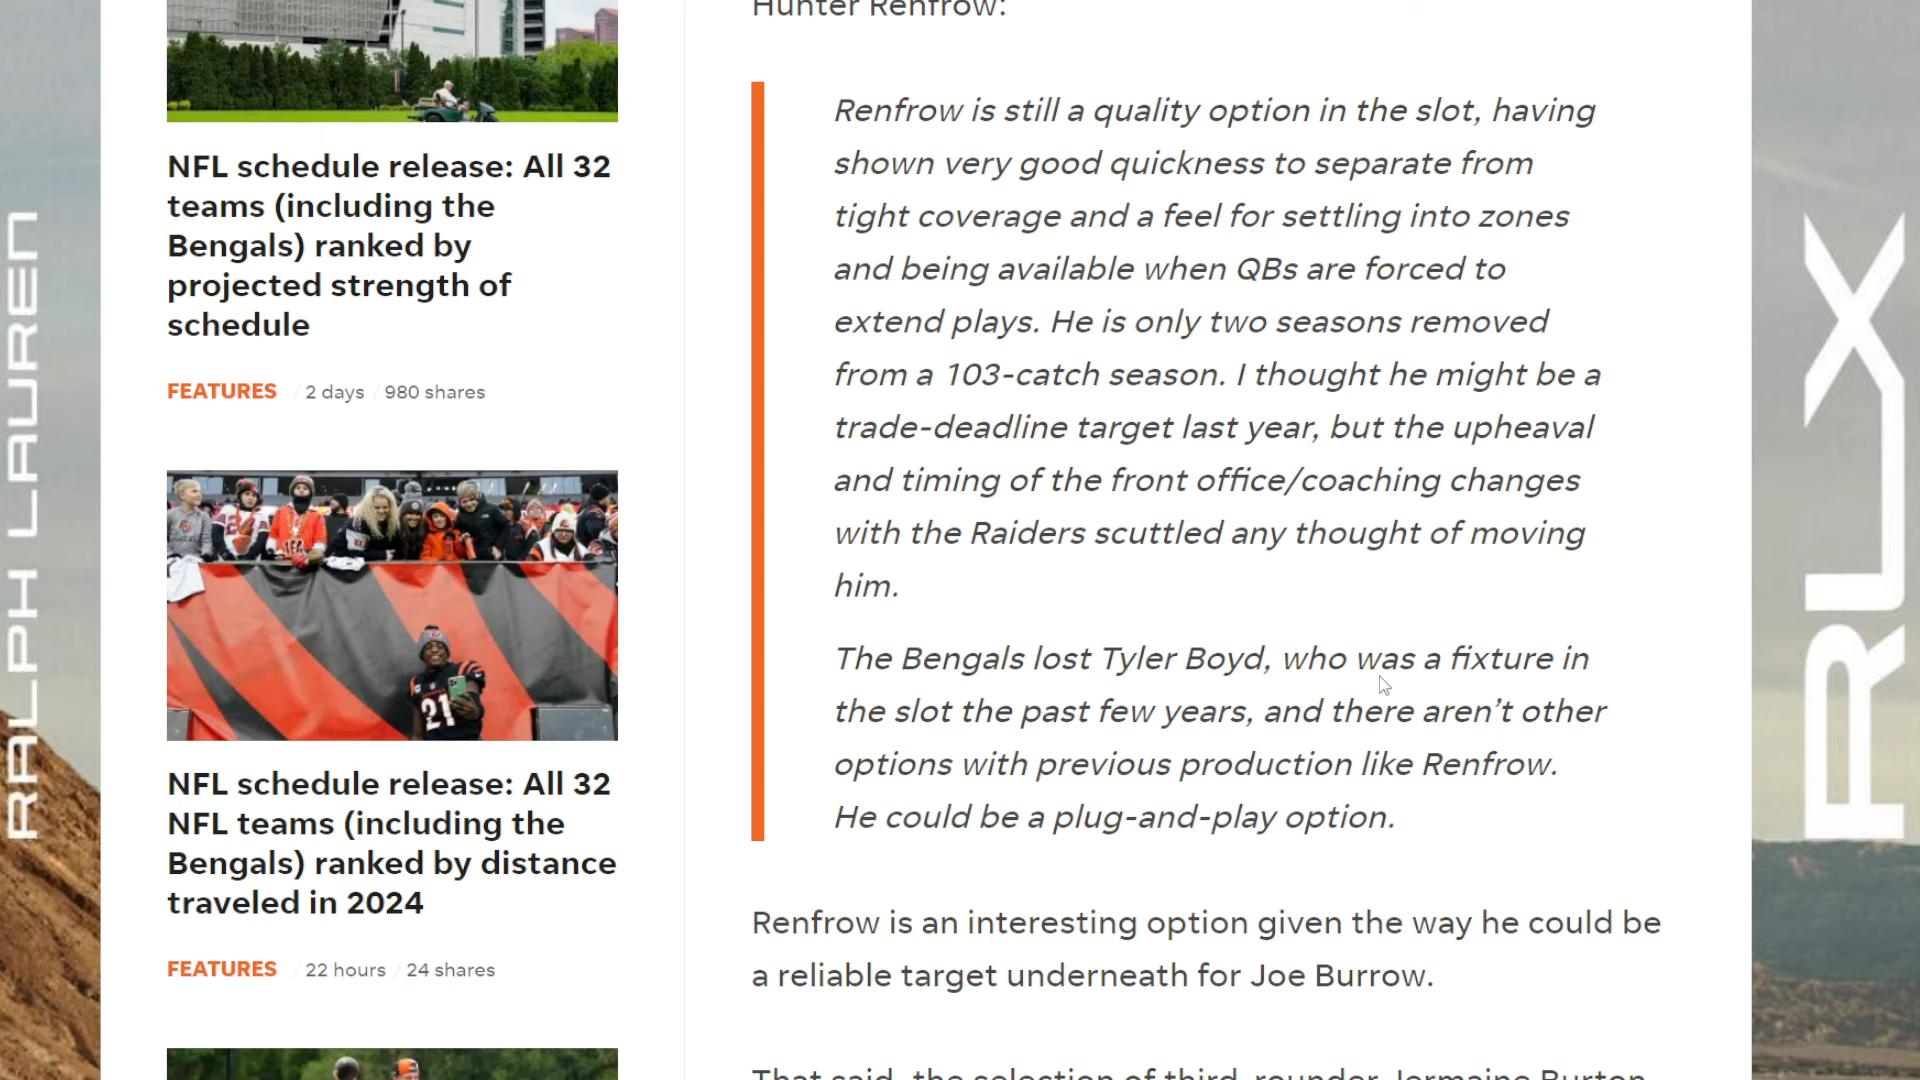 RALPH LAUREN
NFL schedule release: All 32
teams (including the
Bengals) ranked by
projected strength of
schedule
FEATURES / 2 days / 980 shares
21
NFL schedule release: All 32
NFL teams (including the
Bengals) ranked by distance
traveled in 2024
FEATURES / 22 hours / 24 shares
Hunter Renfrow:
Renfrow is still a quality option in the slot, having
shown very good quickness to separate from
tight coverage and a feel for settling into zones
and being available when QBs are forced to
extend plays. He is only two seasons removed
from a 103-catch season. I thought he might be a
trade-deadline target last year, but the upheaval
and timing of the front office/coaching changes
with the Raiders scuttled any thought of moving
him.
The Bengals lost Tyler Boyd, who was a fixture in
the slot the past few years, and there aren’t other
options with previous production like Renfrow.
He could be a plug-and-play option.
Renfrow is an interesting option given the way he could be
a reliable target underneath for Joe Burrow.
That said, the selection of third-rounder Jermaine Burton
RLX